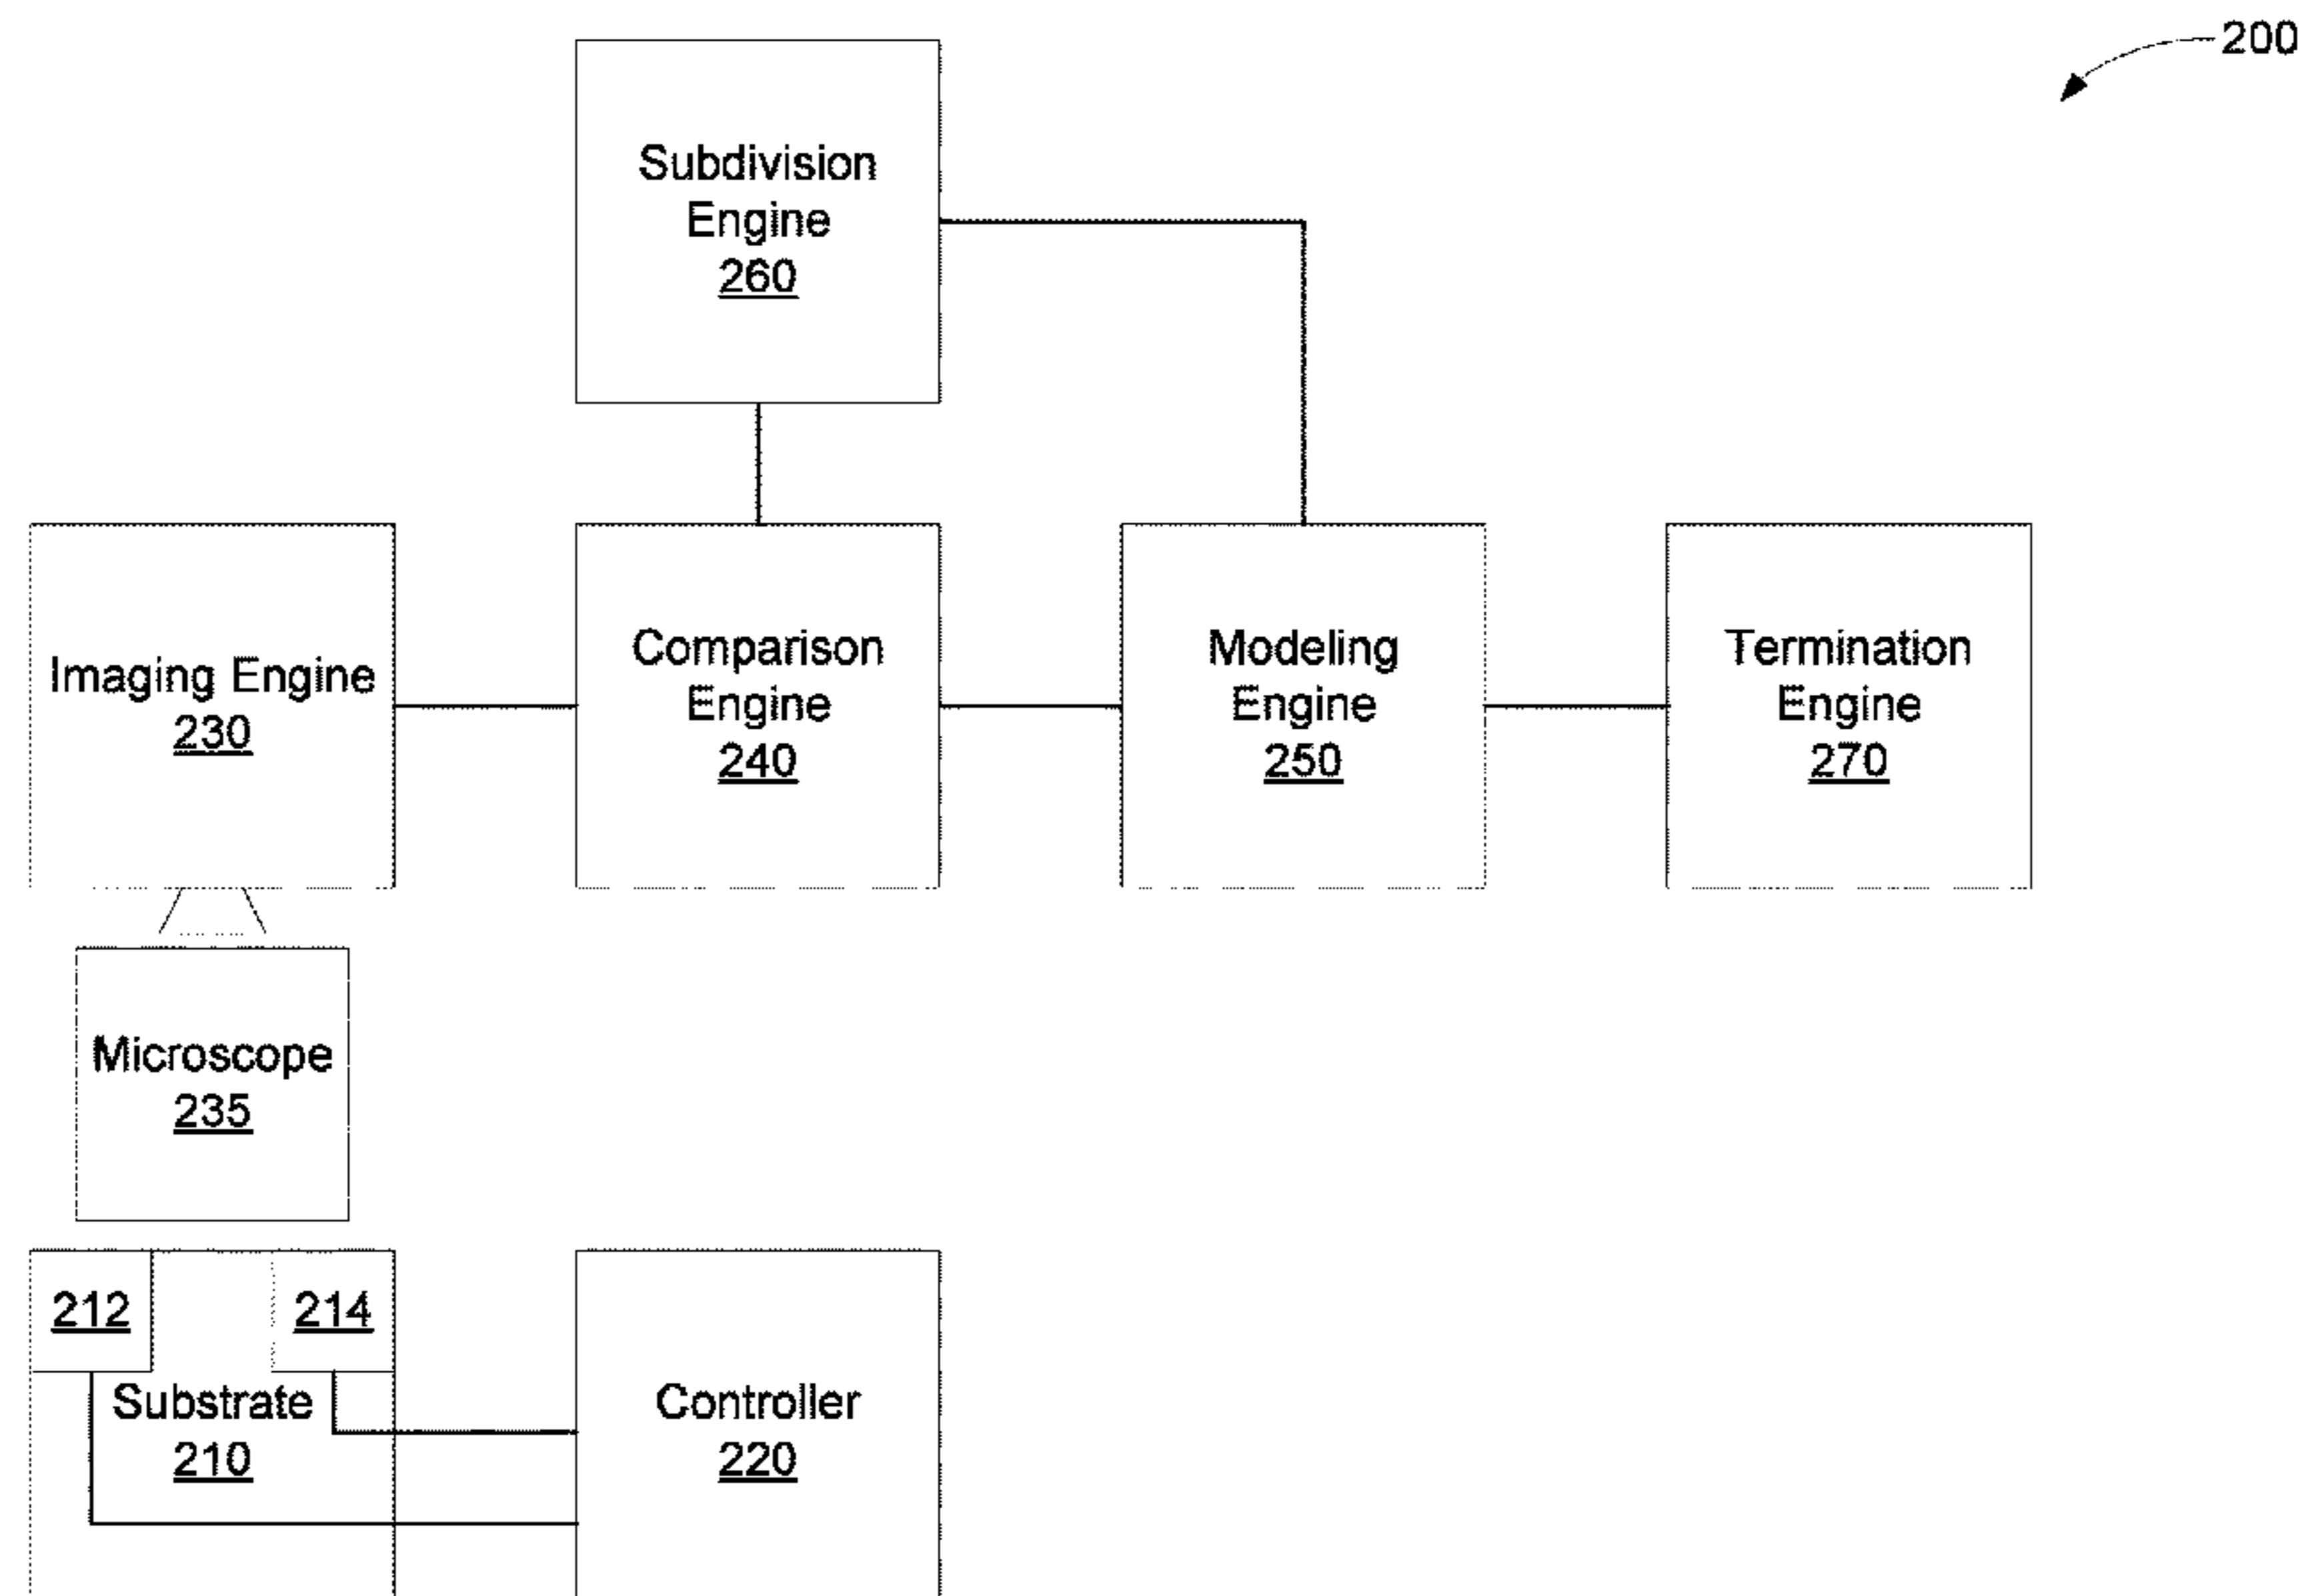 200
Subdivision
Engine
260
Imaging Engine
230
Comparison
Engine
240
Modeling
Engine
250
Termination
Engine
270
Microscope
235
212
214
Substrate
210
Controller
220